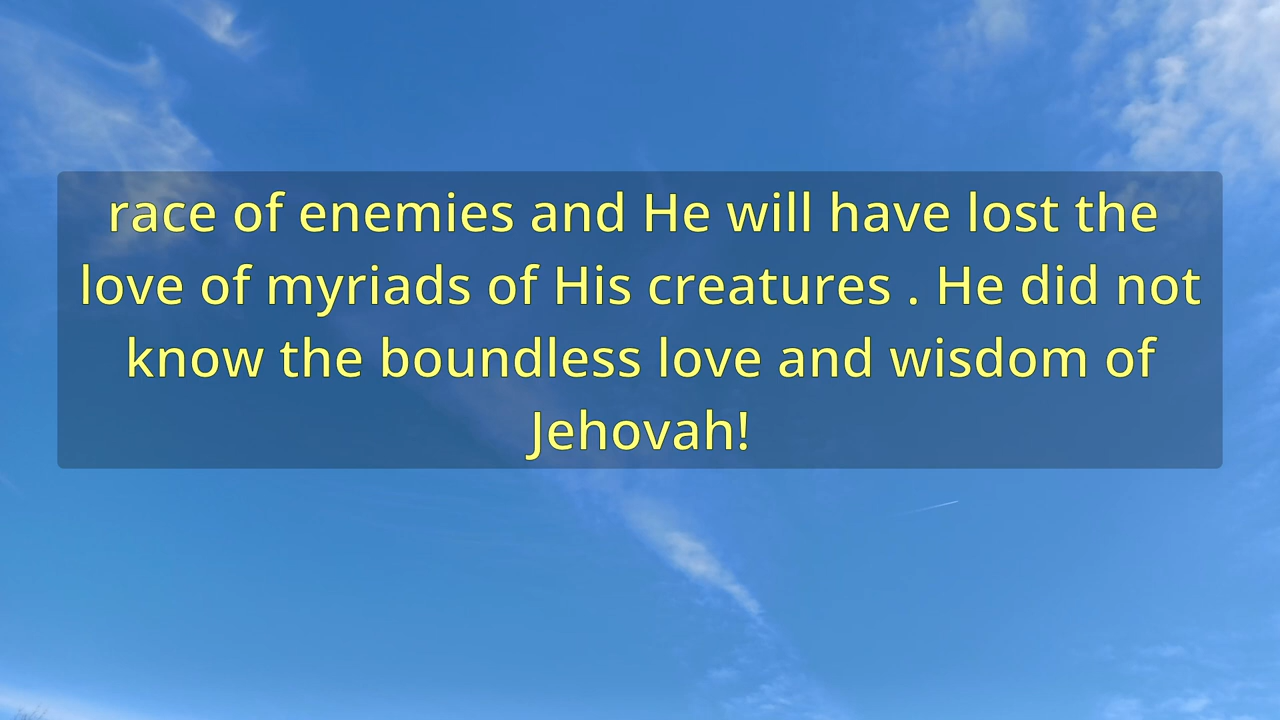 race of enemies and He will have lost the
love of myriads of His creatures . He did not
know the boundless love and wisdom of
Jehovah!